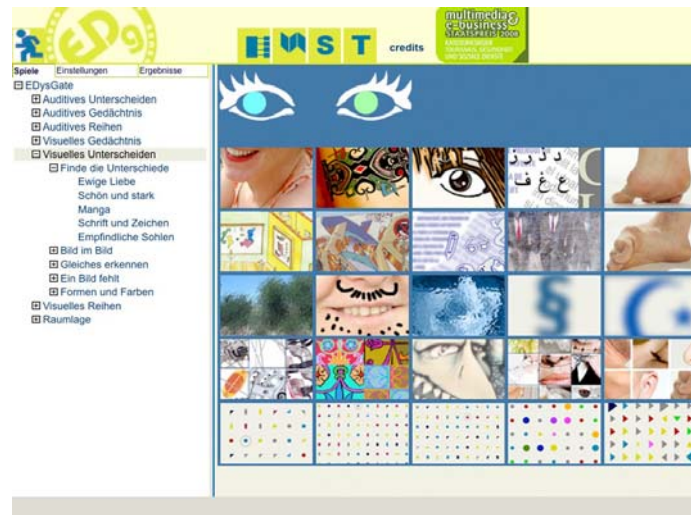 EDg
E V A S T
credits
multimedia &
e-business
STAATSPREIS 2006
Spiele Einstellungen Ergebnisse
EDysGate
Auditives Unterscheiden
Auditives Gedächtnis
Auditives Reihen
Visuelles Gedächtnis
Visuelles Unterscheiden
Finde die Unterschiede
Ewige Liebe
Schön und stark
Manga
Schrift und Zeichen
Empfindliche Sohlen
Bild im Bild
Gleiches erkennen
Ein Bild fehlt
Formen und Farben
Visuelles Reihen
Raumlage